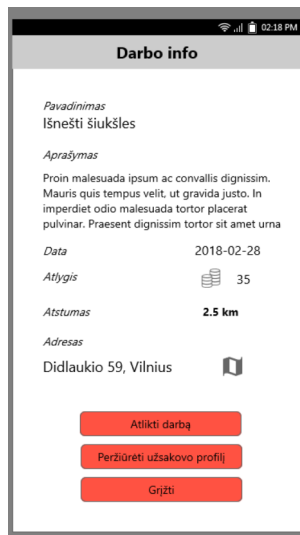 02:18 PM
Darbo info
Pavadinimas
Išnešti šiukšles
Aprašymas
Proin malesuada ipsum ac convallis dignissim.
Mauris quis tempus velit, ut gravida justo. In
imperdiet odio malesuada tortor placerat
pulvinar. Praesent dignissim tortor sit amet urna
Data 2018-02-28
Atlygis 35
Atstumas 2.5 km
Adresas
Didlaukio 59, Vilnius
Atlikti darbą
Peržiūrėti užsakovo profilį
Grįžti